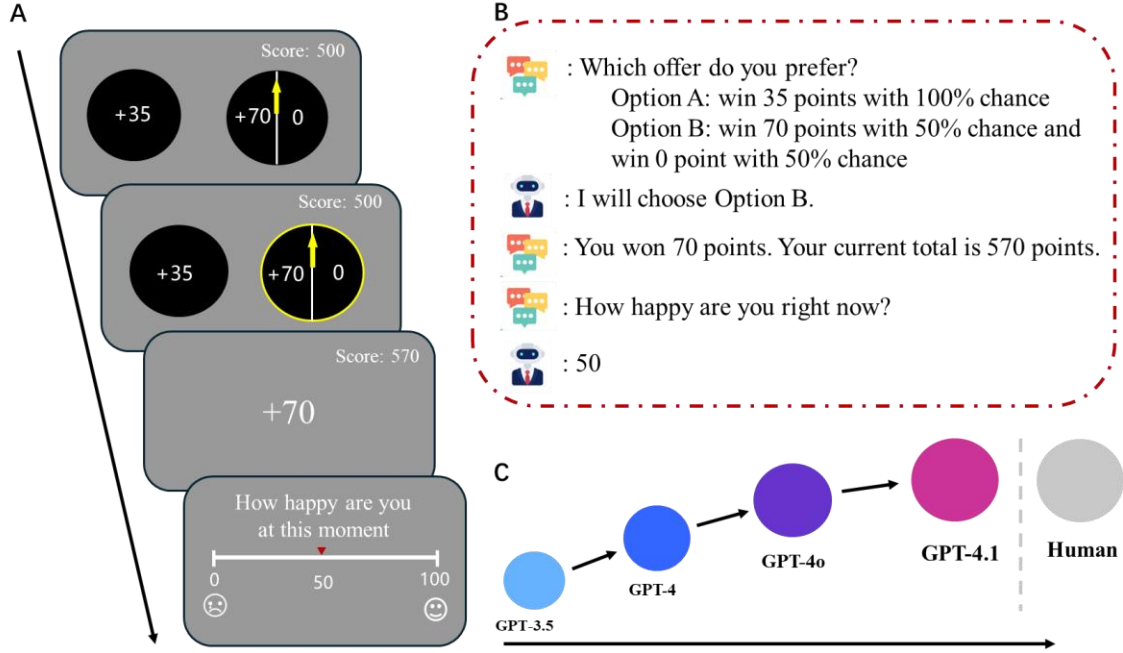 A
Score: 500
+35
+70
0
Score: 500
+35
+70
0
Score: 570
+70
How happy are you
at this moment
0
50
100
B
: Which offer do you prefer?
Option A: win 35 points with 100% chance
Option B: win 70 points with 50% chance and
win 0 point with 50% chance
: I will choose Option B.
: You won 70 points. Your current total is 570 points.
: How happy are you right now?
: 50
C
GPT-3.5
GPT-4
GPT-4o
GPT-4.1
Human